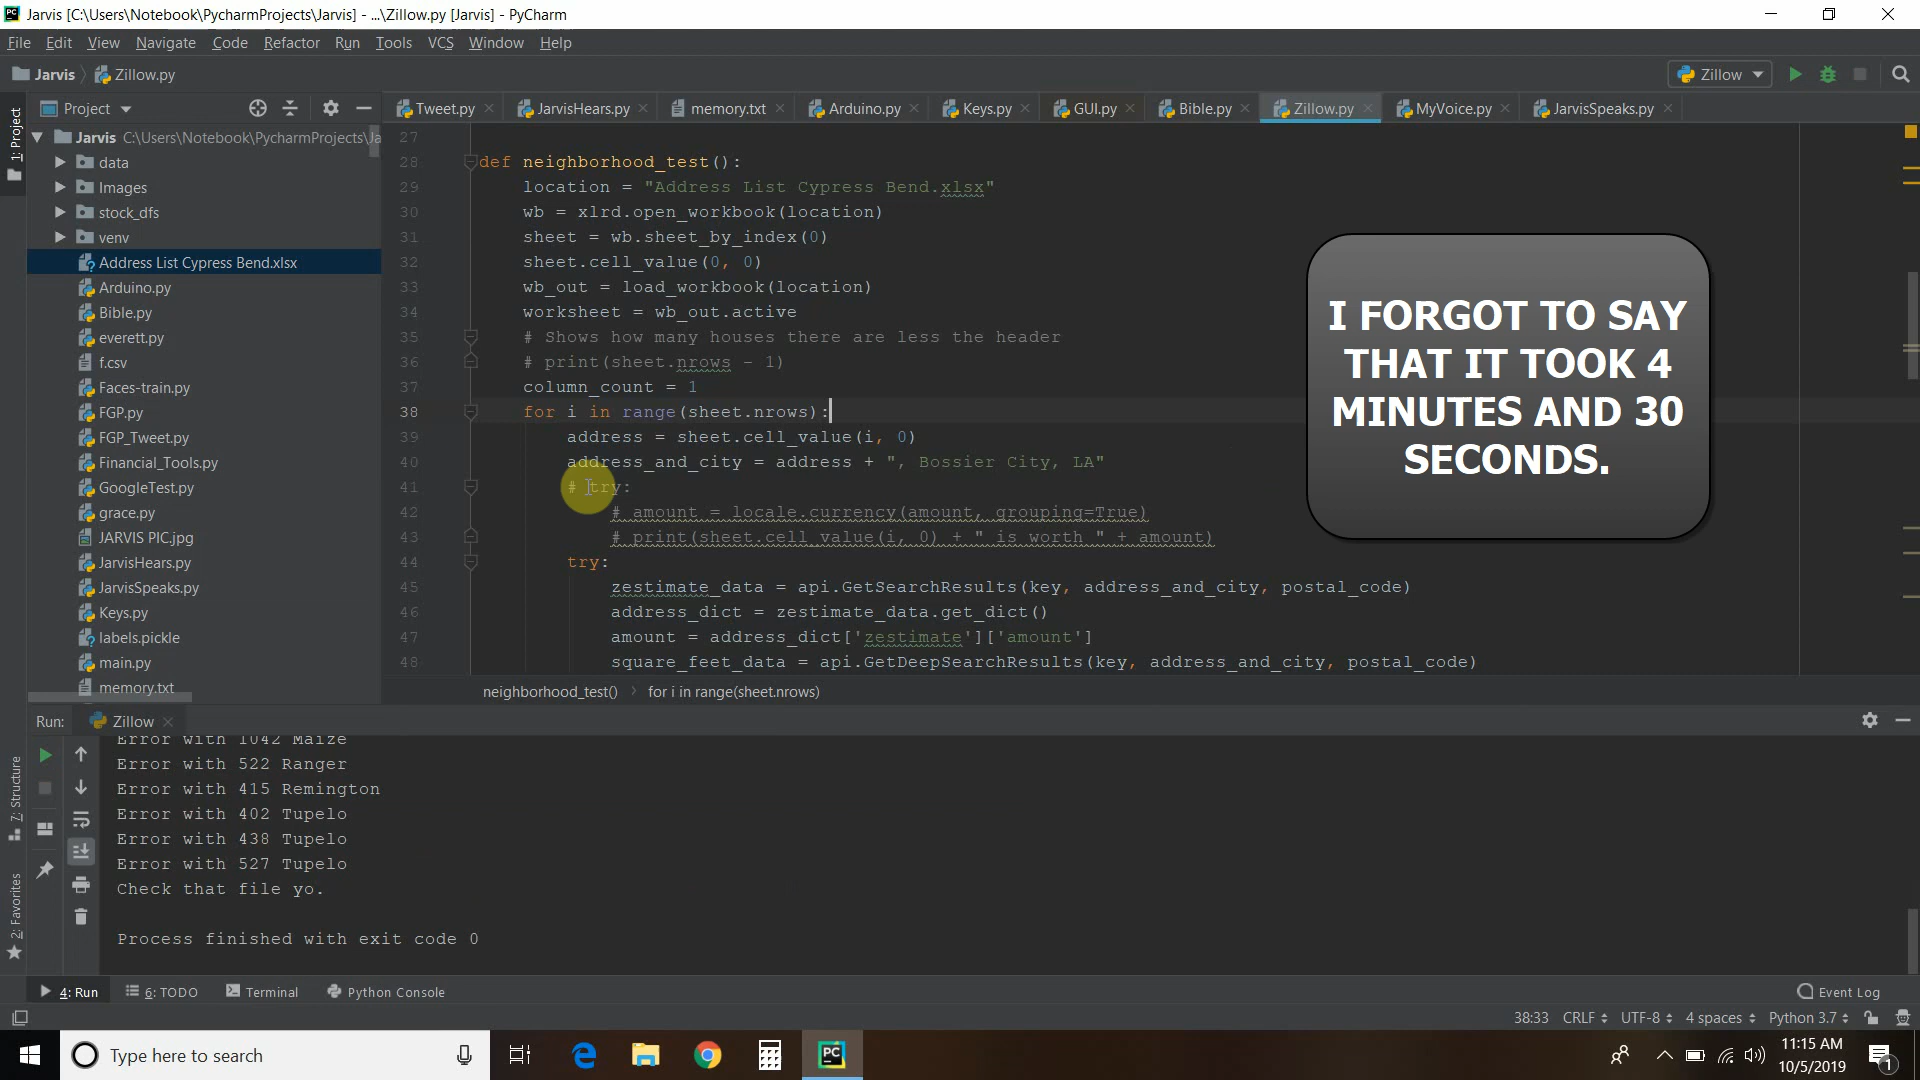 Jarvis [C:\Users\Notebook\PycharmProjects\Jarvis] - ...\Zillow.py [Jarvis] - PyCharm
File Edit View Navigate Code Refactor Run Tools VCS Window Help
Jarvis Zillow.py Zillow
Project
Tweet.py JarvisHears.py memory.txt Arduino.py Keys.py GUI.py Bible.py Zillow.py MyVoice.py JarvisSpeaks.py
1: Project
Jarvis C:\Users\Notebook\PycharmProjects\Ja
data
Images
stock_dfs
venv
Address List Cypress Bend.xlsx
Arduino.py
Bible.py
everett.py
f.csv
Faces-train.py
FGP.py
FGP_Tweet.py
Financial_Tools.py
GoogleTest.py
grace.py
JARVIS PIC.jpg
JarvisHears.py
JarvisSpeaks.py
Keys.py
labels.pickle
main.py
memory.txt
27
28 def neighborhood_test():
29 location = "Address List Cypress Bend.xlsx"
30 wb = xlrd.open_workbook(location)
31 sheet = wb.sheet_by_index(0)
32 sheet.cell_value(0, 0)
33 wb_out = load_workbook(location)
34 worksheet = wb_out.active
35 # Shows how many houses there are less the header
36 # print(sheet.nrows - 1)
37 column_count = 1
38 for i in range(sheet.nrows):
39 address = sheet.cell_value(i, 0)
40 address_and_city = address + ", Bossier City, LA"
41 # try:
42 # amount = locale.currency(amount, grouping=True)
43 # print(sheet.cell_value(i, 0) + " is worth " + amount)
44 try:
45 zestimate_data = api.GetSearchResults(key, address_and_city, postal_code)
46 address_dict = zestimate_data.get_dict()
47 amount = address_dict['zestimate']['amount']
48 square_feet_data = api.GetDeepSearchResults(key, address_and_city, postal_code)
I FORGOT TO SAY
THAT IT TOOK 4
MINUTES AND 30
SECONDS.
neighborhood_test() for i in range(sheet.nrows)
Run: Zillow
Error with 1042 Maize
Error with 522 Ranger
Error with 415 Remington
Error with 402 Tupelo
Error with 438 Tupelo
Error with 527 Tupelo
Check that file yo.
Process finished with exit code 0
7: Structure
2: Favorites
4: Run 6: TODO Terminal Python Console Event Log
38:33 CRLF UTF-8 4 spaces Python 3.7
Type here to search
PC
11:15 AM
10/5/2019
1